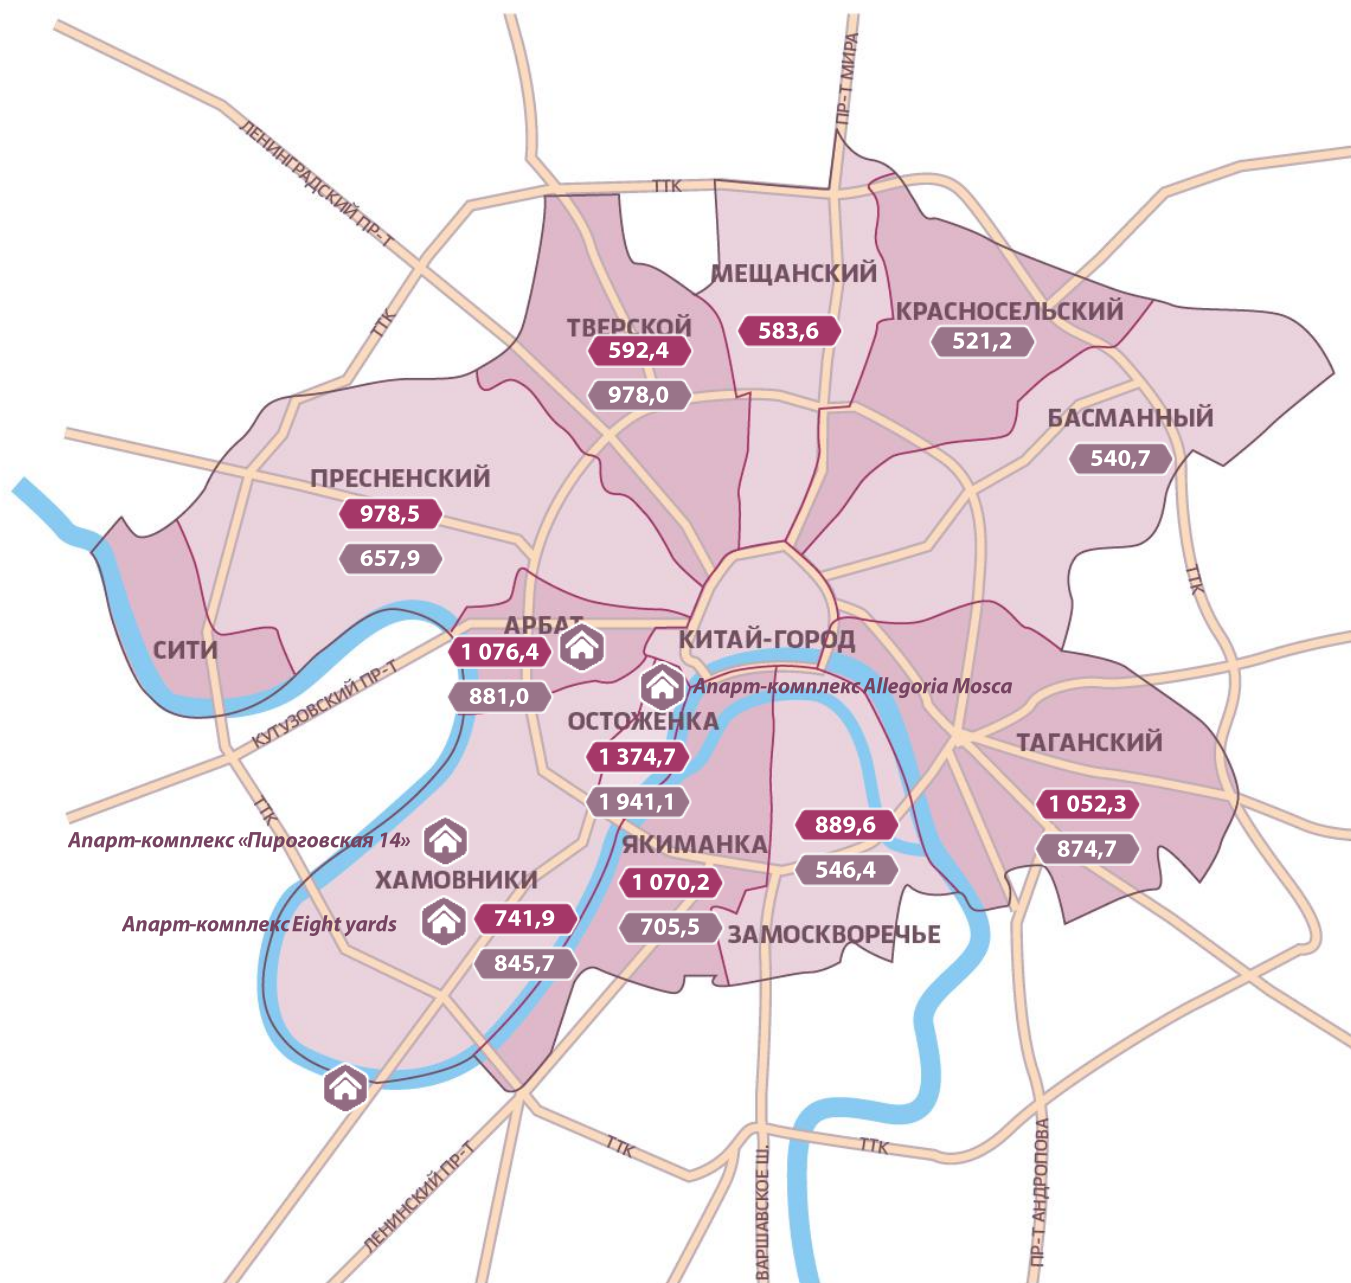 ПР-Т МИРА
ЛЕНИНГРАДСКИЙ ПР-Т
ТТК
МЕЩАНСКИЙ
583,6
КРАСНОСЕЛЬСКИЙ
521,2
ТВЕРСКОЙ
592,4
978,0
ТТК
БАСМАННЫЙ
540,7
ПРЕСНЕНСКИЙ
978,5
657,9
ТТК
СИТИ
АРБАТ
1 076,4
881,0
КИТАЙ-ГОРОД
Апарт-комплекс Allegoria Mosca
КУТУЗОВСКИЙ ПР-Т
ОСТОЖЕНКА
1 374,7
1 941,1
ТАГАНСКИЙ
1 052,3
874,7
ТТК
889,6
546,4
Апарт-комплекс «Пироговская 14»
ЯКИМАНКА
1 070,2
705,5
ХАМОВНИКИ
Апарт-комплекс Eight yards
741,9
845,7
ЗАМОСКВОРЕЧЬЕ
ТТК
ТТК
ЛЕНИНСКИЙ ПР-Т
ВАРШАВСКОЕ Ш.
ПР-Т АНДРОПОВА